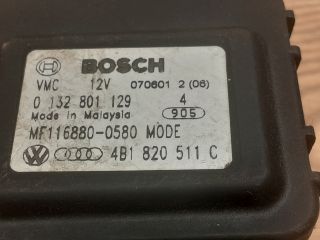 BOSCH
VMC 12V 070601 2 (06)
0 132 801 129 4
Made in Malaysia 905
MF116880-0580 MODE
4B1 820 511 C